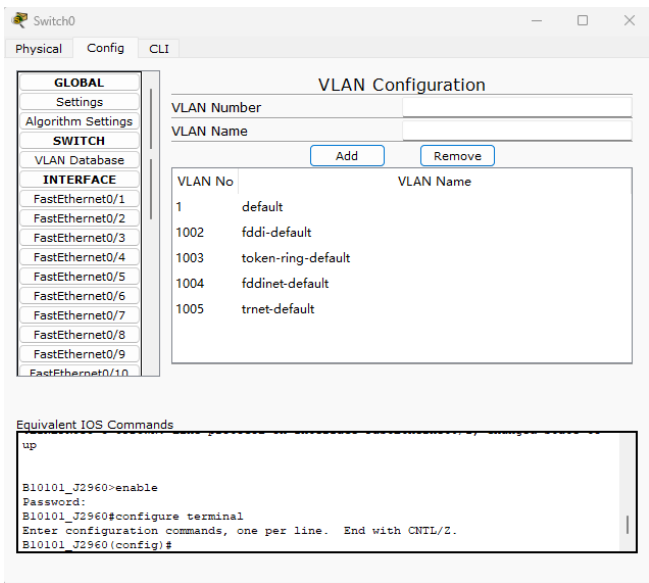 Switch0
Physical Config CLI
GLOBAL
Settings
Algorithm Settings
SWITCH
VLAN Database
INTERFACE
FastEthernet0/1
FastEthernet0/2
FastEthernet0/3
FastEthernet0/4
FastEthernet0/5
FastEthernet0/6
FastEthernet0/7
FastEthernet0/8
FastEthernet0/9
FastEthernet0/10
VLAN Configuration
VLAN Number
VLAN Name
Add Remove
VLAN No VLAN Name
1 default
1002 fddi-default
1003 token-ring-default
1004 fddinet-default
1005 trnet-default
Equivalent IOS Commands
up
B10101_J2960>enable
Password:
B10101_J2960#configure terminal
Enter configuration commands, one per line. End with CNTL/Z.
B10101_J2960(config)#